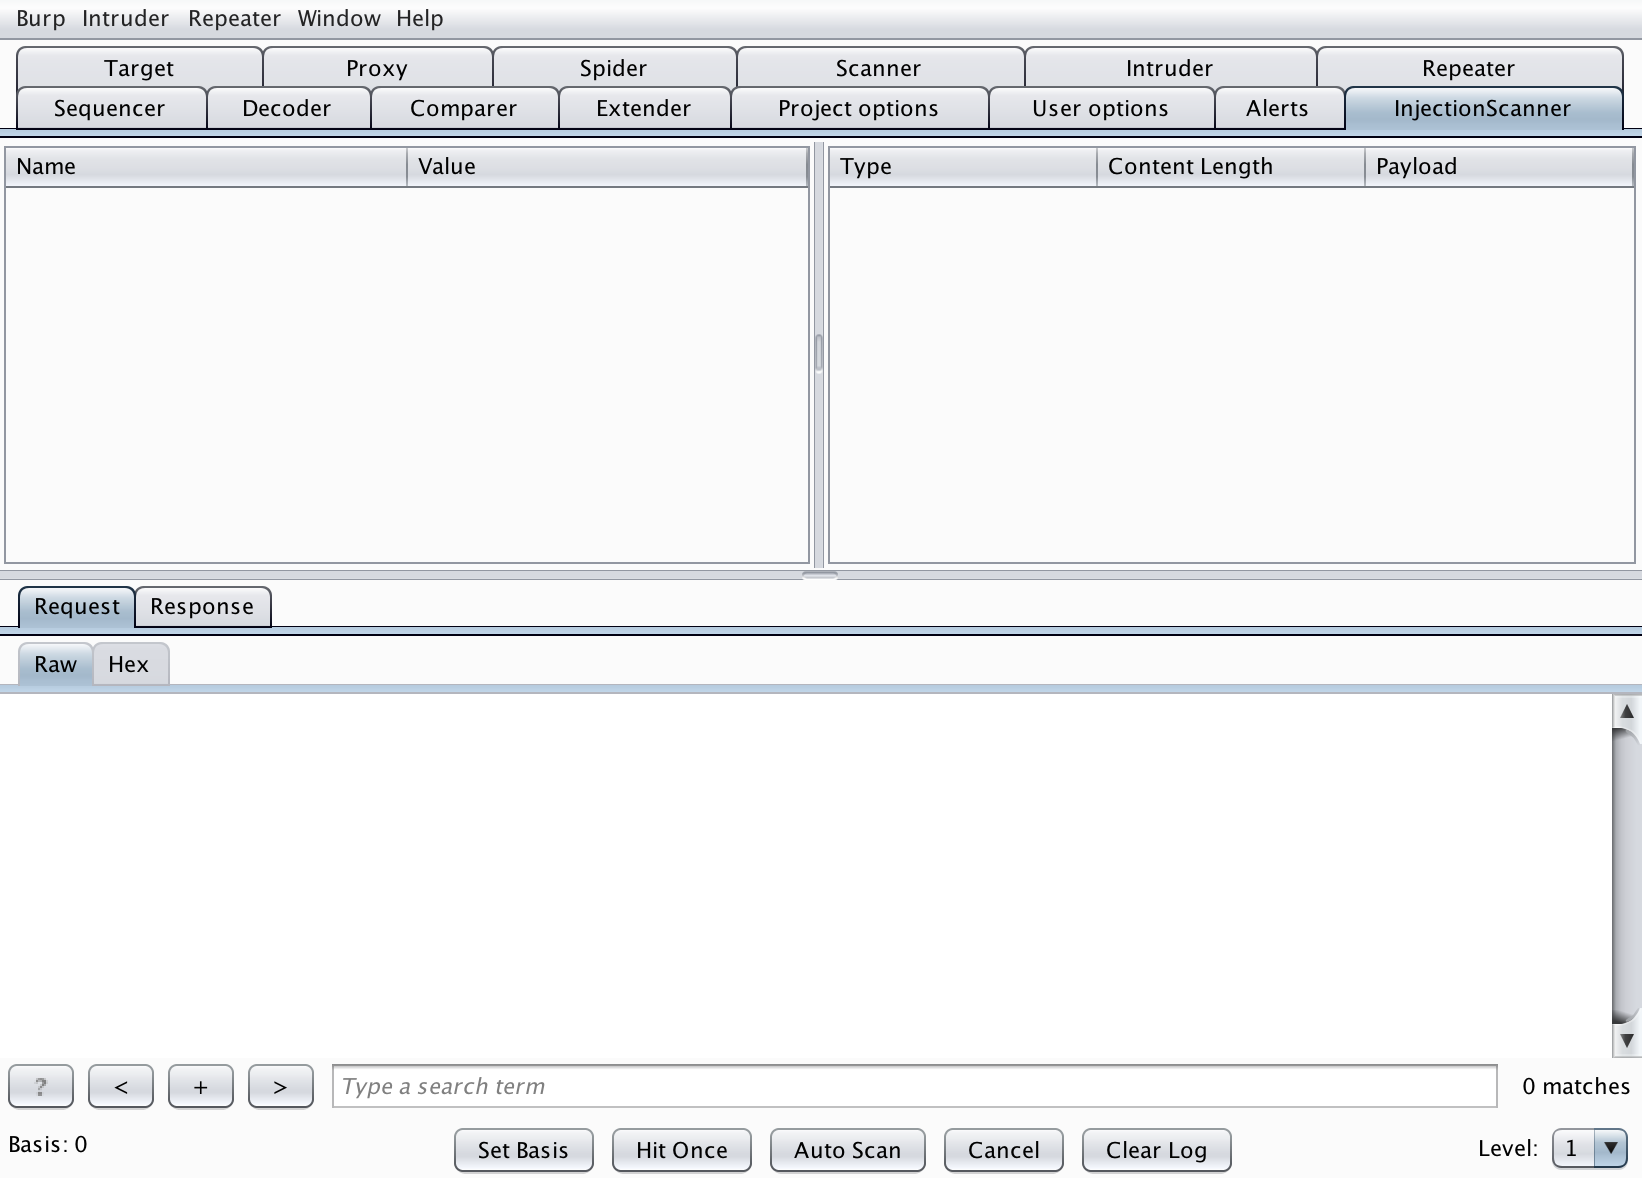 Burp Intruder Repeater Window Help
Target Proxy Spider Scanner Intruder Repeater
Sequencer Decoder Comparer Extender Project options User options Alerts InjectionScanner
Name Value Type Content Length Payload
Request Response
Raw Hex
? < + > Type a search term 0 matches
Basis: 0 Set Basis Hit Once Auto Scan Cancel Clear Log Level: 1